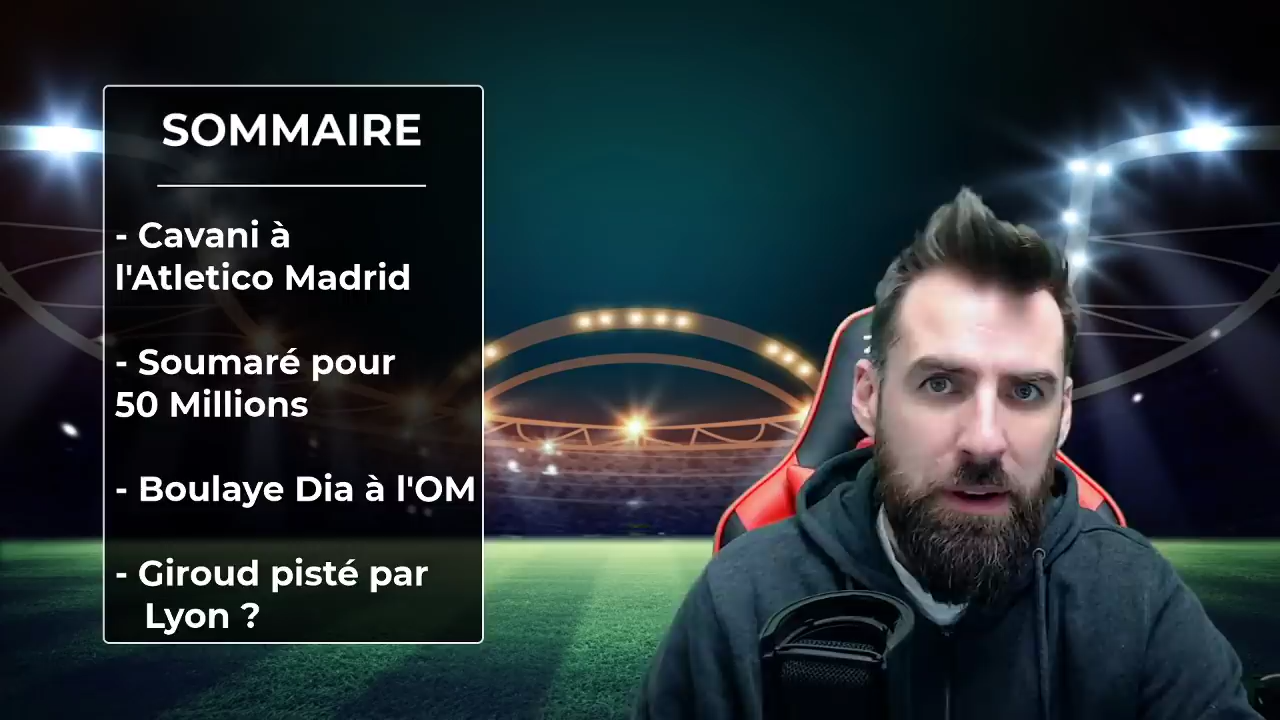 SOMMAIRE
- Cavani à
l'Atletico Madrid
- Soumaré pour
50 Millions
- Boulaye Dia à l'OM
- Giroud pisté par
Lyon ?